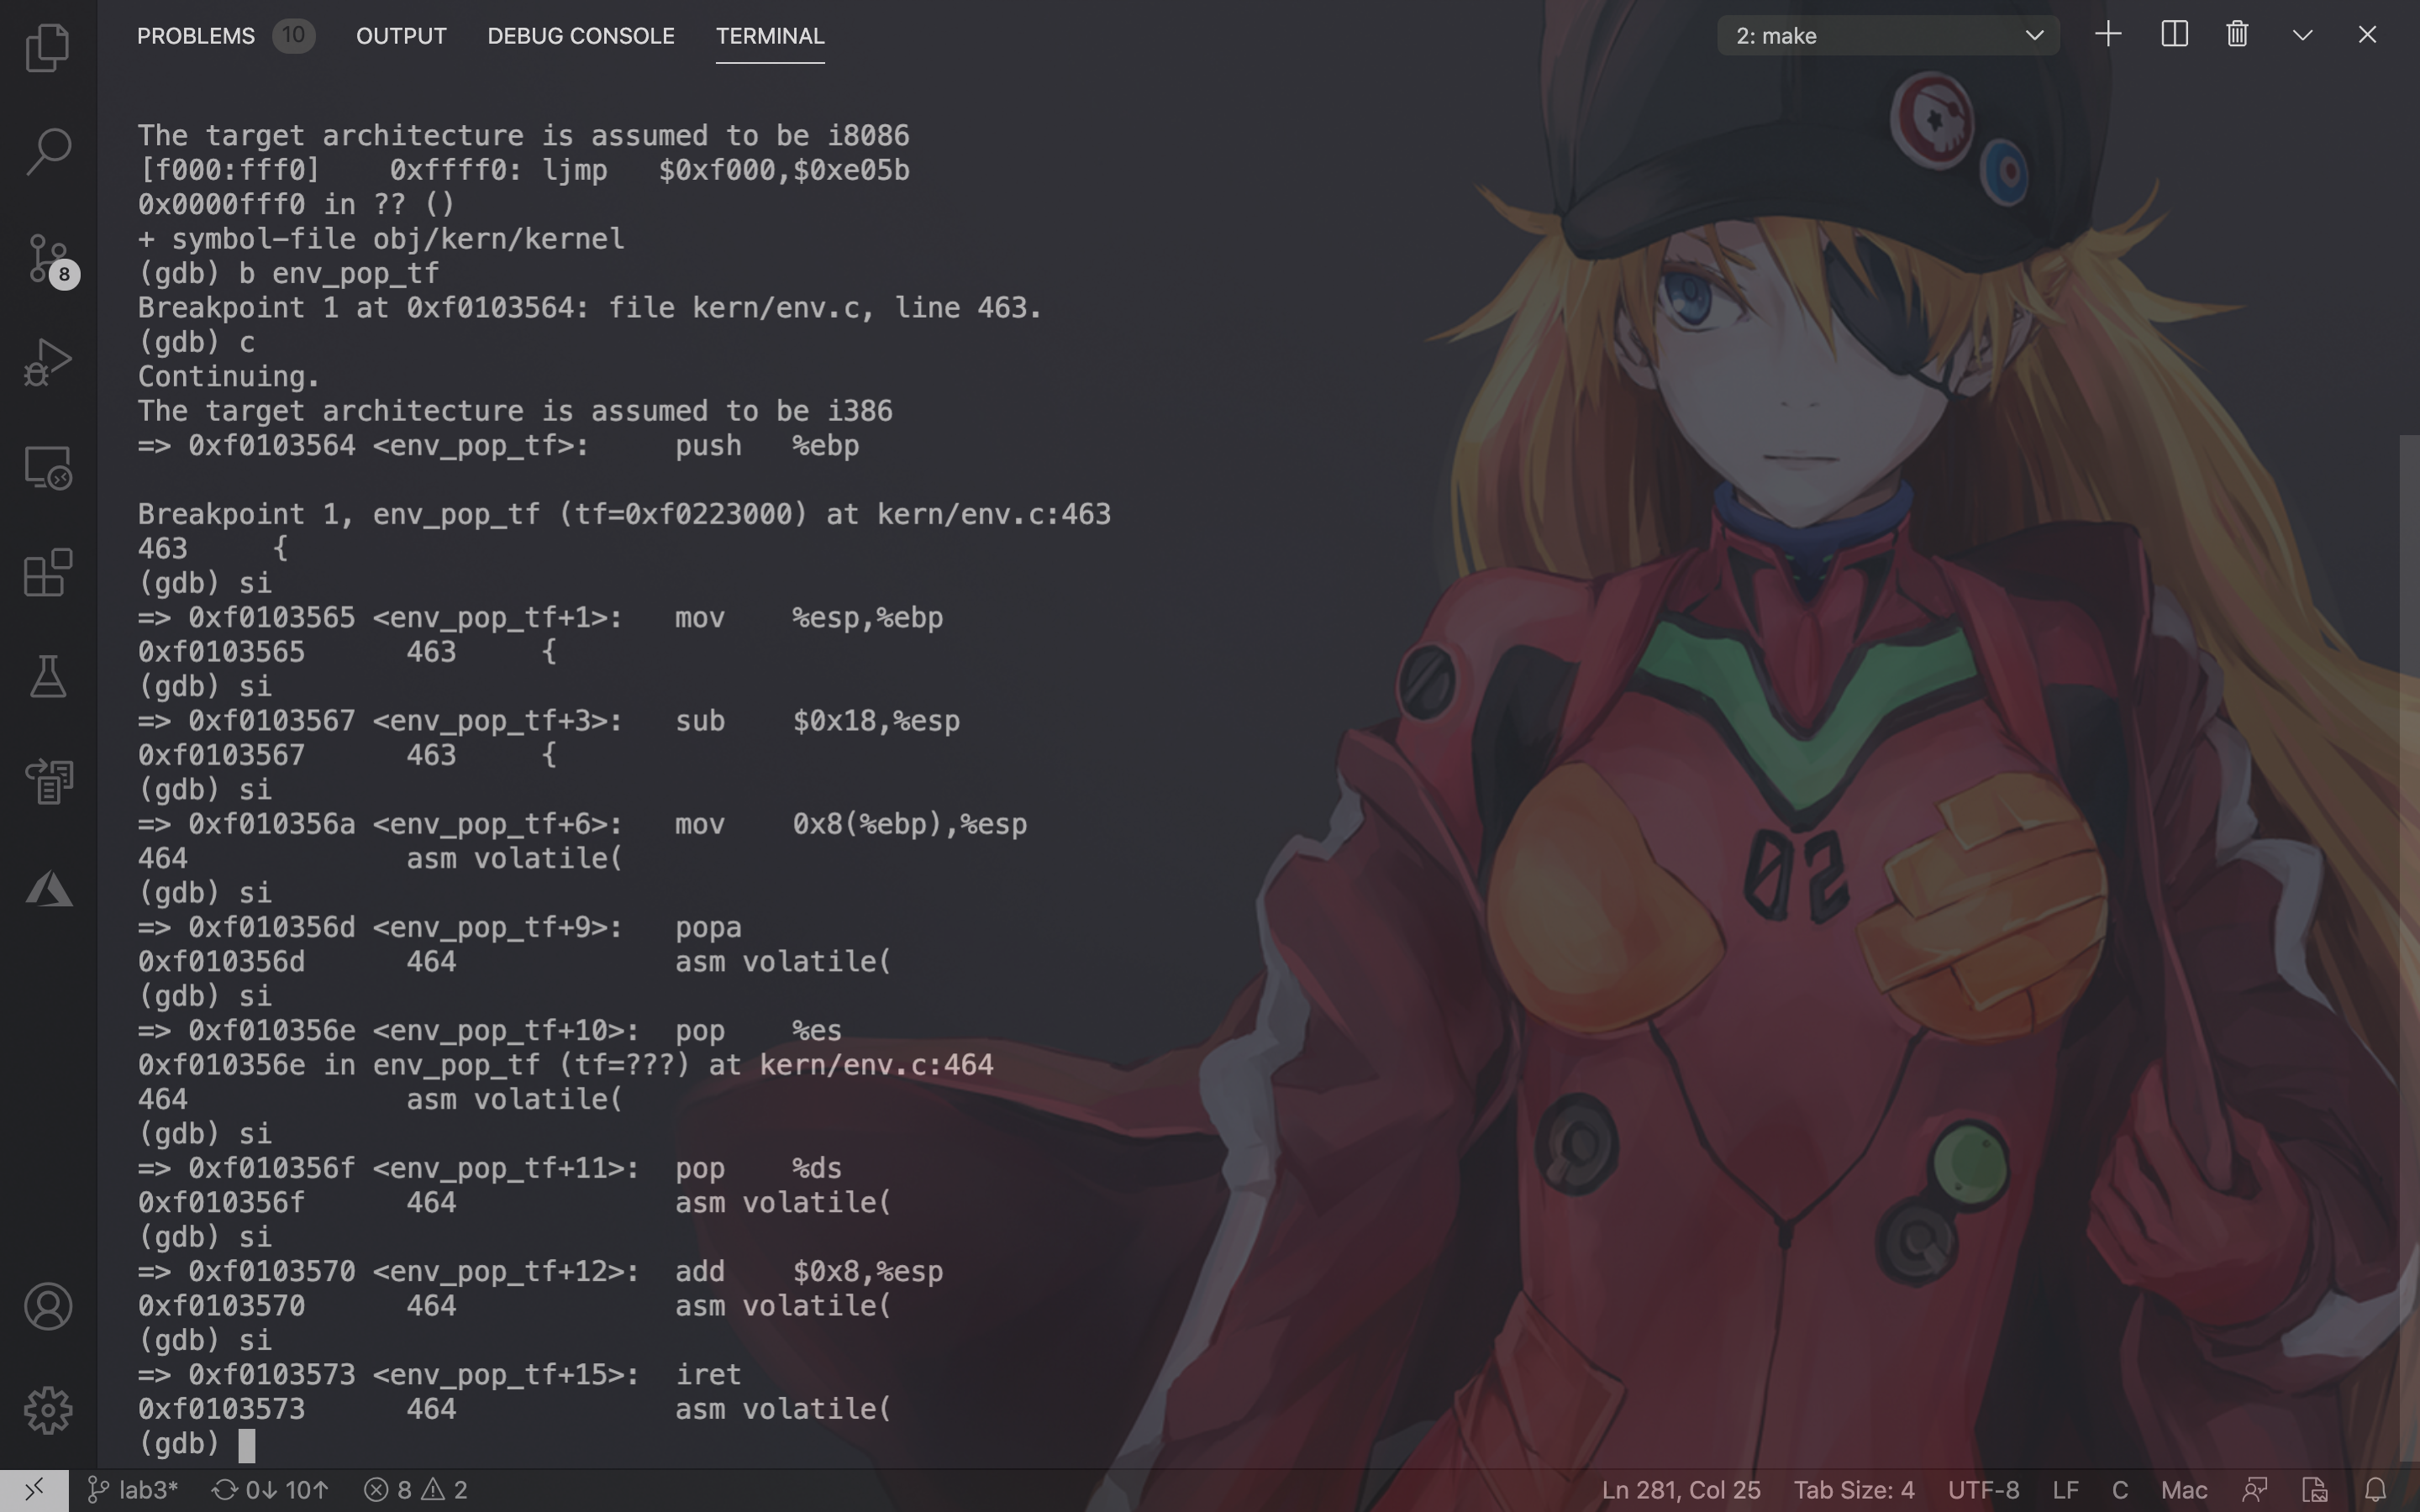 PROBLEMS 10 OUTPUT DEBUG CONSOLE TERMINAL 2: make
The target architecture is assumed to be i8086
[f000:fff0]    0xffff0: ljmp   $0xf000,$0xe05b
0x0000fff0 in ?? ()
+ symbol-file obj/kern/kernel
(gdb) b env_pop_tf
Breakpoint 1 at 0xf0103564: file kern/env.c, line 463.
(gdb) c
Continuing.
The target architecture is assumed to be i386
=> 0xf0103564 <env_pop_tf>:     push   %ebp
Breakpoint 1, env_pop_tf (tf=0xf0223000) at kern/env.c:463
463     {
(gdb) si
=> 0xf0103565 <env_pop_tf+1>:   mov    %esp,%ebp
0xf0103565      463     {
(gdb) si
=> 0xf0103567 <env_pop_tf+3>:   sub    $0x18,%esp
0xf0103567      463     {
(gdb) si
=> 0xf010356a <env_pop_tf+6>:   mov    0x8(%ebp),%esp
464             asm volatile(
(gdb) si
=> 0xf010356d <env_pop_tf+9>:   popa
0xf010356d      464             asm volatile(
(gdb) si
=> 0xf010356e <env_pop_tf+10>:  pop    %es
0xf010356e in env_pop_tf (tf=???) at kern/env.c:464
464             asm volatile(
(gdb) si
=> 0xf010356f <env_pop_tf+11>:  pop    %ds
0xf010356f      464             asm volatile(
(gdb) si
=> 0xf0103570 <env_pop_tf+12>:  add    $0x8,%esp
0xf0103570      464             asm volatile(
(gdb) si
=> 0xf0103573 <env_pop_tf+15>:  iret
0xf0103573      464             asm volatile(
(gdb)
8
02
lab3* 0↓ 10↑ 8 2 Ln 281, Col 25 Tab Size: 4 UTF-8 LF C Mac